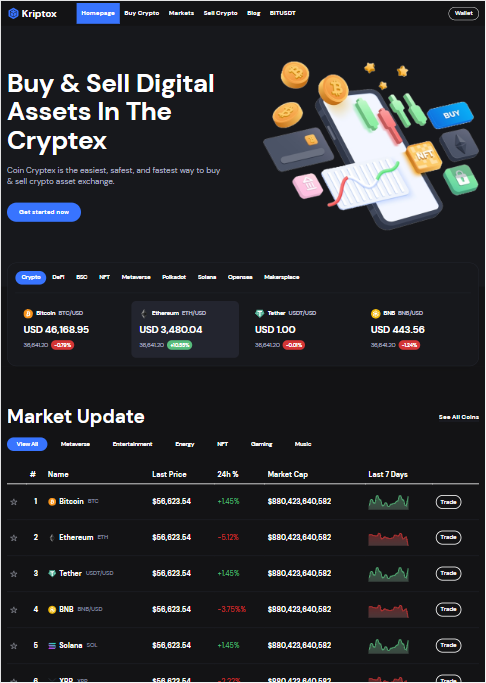 Kriptox
Homepage Buy Crypto Markets Sell Crypto Blog BITUSDT
Wallet
Buy & Sell Digital
Assets In The
Cryptex
Coin Cryptex is the easiest, safest, and fastest way to buy
& sell crypto asset exchange.
Get started now
BUY
NFT
Crypto DeFi BSC NFT Metaverse Polkadot Solana Opensea Makersplace
Bitcoin BTC/USD
USD 46,168.95
36,641.20 -0.79%
Ethereum ETH/USD
USD 3,480.04
36,641.20 +10.55%
Tether USDT/USD
USD 1.00
36,641.20 -0.01%
BNB BNB/USD
USD 443.56
36,641.20 -1.24%
Market Update
See All Coins
View All Metaverse Entertainment Energy NFT Gaming Music
# Name Last Price 24h % Market Cap Last 7 Days
1 Bitcoin BTC $56,623.54 +1.45% $880,423,640,582 Trade
2 Ethereum ETH $56,623.54 -5.12% $880,423,640,582 Trade
3 Tether USDT/USD $56,623.54 +1.45% $880,423,640,582 Trade
4 BNB BNB/USD $56,623.54 -3.75%% $880,423,640,582 Trade
5 Solana SOL $56,623.54 +1.45% $880,423,640,582 Trade
6 XRP XRP $56,623.54 -2.22% $880,423,640,582 Trade